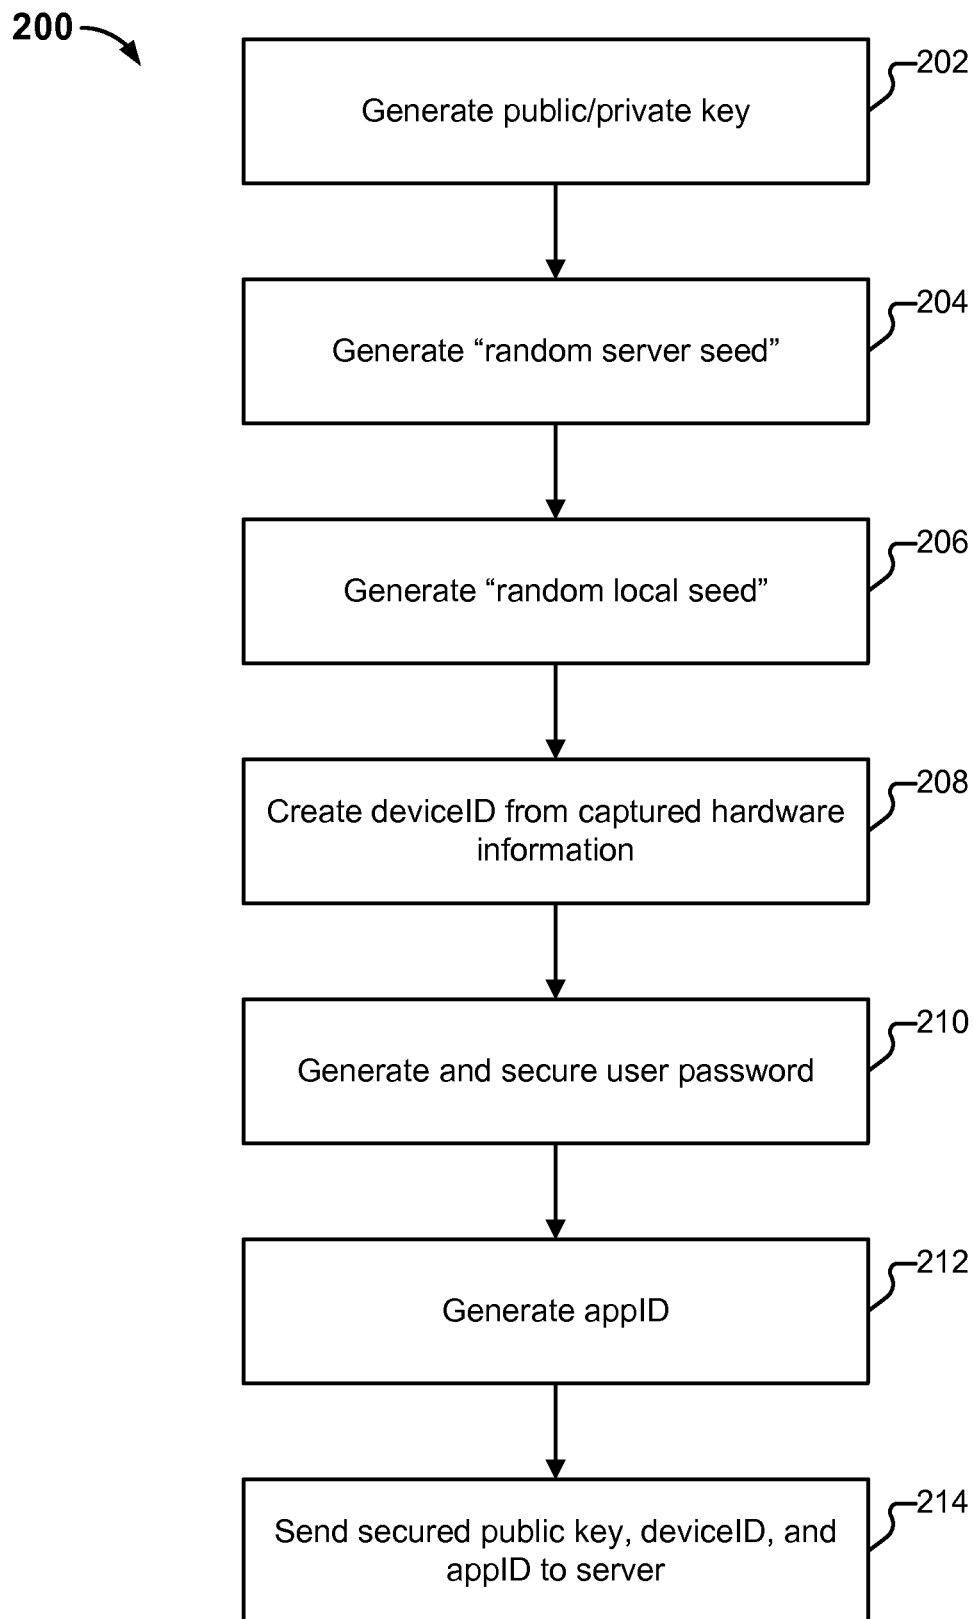 200
202
Generate public/private key
204
Generate “random server seed”
206
Generate “random local seed”
208
Create deviceID from captured hardware
information
210
Generate and secure user password
212
Generate appID
214
Send secured public key, deviceID, and
appID to server